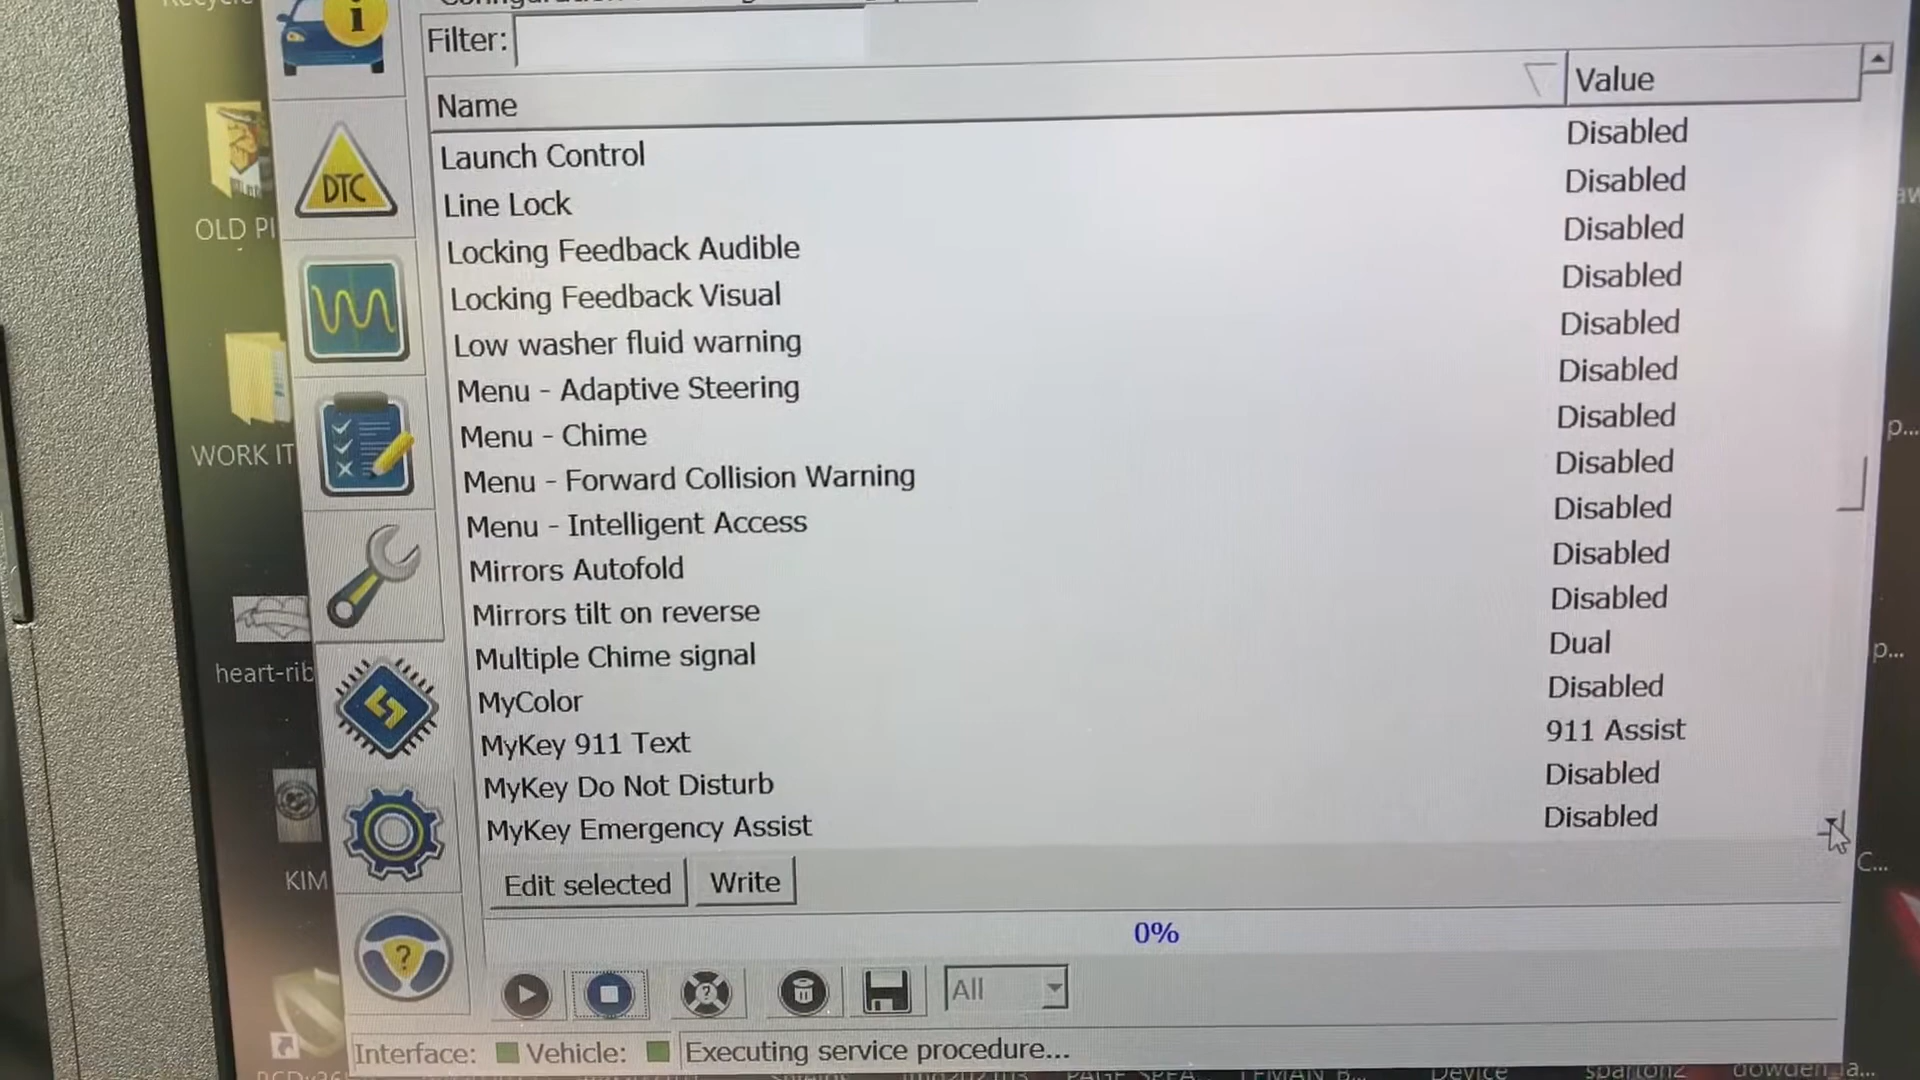 Filter:
Name
Value
Launch Control
Disabled
Line Lock
Disabled
Locking Feedback Audible
Disabled
Locking Feedback Visual
Disabled
Low washer fluid warning
Disabled
Menu - Adaptive Steering
Disabled
Menu - Chime
Disabled
Menu - Forward Collision Warning
Disabled
Menu - Intelligent Access
Disabled
Mirrors Autofold
Disabled
Mirrors tilt on reverse
Disabled
Multiple Chime signal
Dual
MyColor
Disabled
MyKey 911 Text
911 Assist
MyKey Do Not Disturb
Disabled
MyKey Emergency Assist
Disabled
Edit selected
Write
0%
All
Interface:
Vehicle:
Executing service procedure...
DTC
OLD PI
WORK IT
heart-rib
KIM
p...
p...
C...